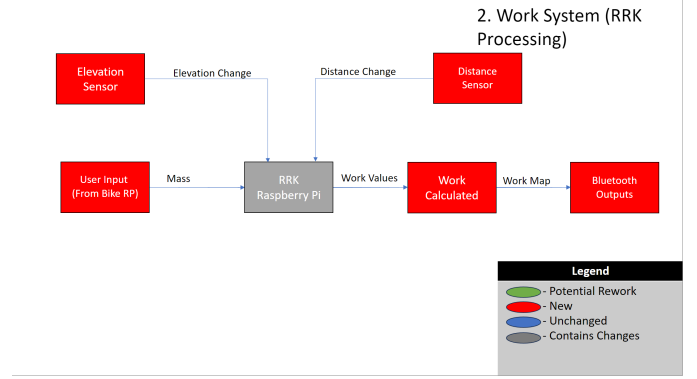 2. Work System (RRK
Processing)
Elevation
Sensor
Elevation Change
Distance Change
Distance
Sensor
User Input
(From Bike RP)
Mass
RRK
Raspberry Pi
Work Values
Work
Calculated
Work Map
Bluetooth
Outputs
Legend
- Potential Rework
- New
- Unchanged
- Contains Changes